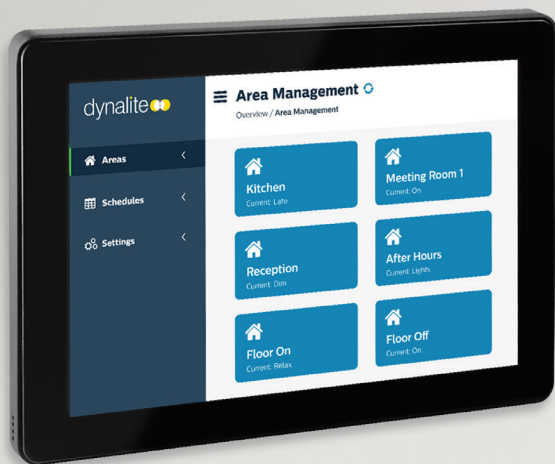 dynalite
Areas
Schedules
Settings
Area Management
Overview / Area Management
Kitchen
Current: Late
Meeting Room 1
Current: On
Reception
Current: Dim
After Hours
Current: Lights
Floor On
Current: Relax
Floor Off
Current: On